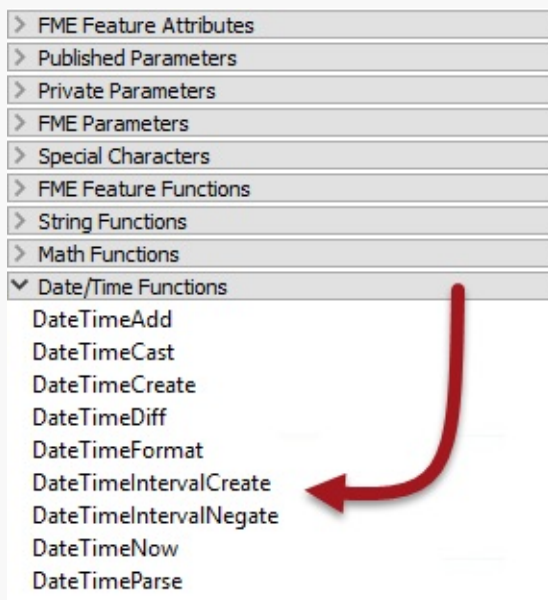 FME Feature Attributes
Published Parameters
Private Parameters
FME Parameters
Special Characters
FME Feature Functions
String Functions
Math Functions
Date/Time Functions
DateTimeAdd
DateTimeCast
DateTimeCreate
DateTimeDiff
DateTimeFormat
DateTimeIntervalCreate
DateTimeIntervalNegate
DateTimeNow
DateTimeParse